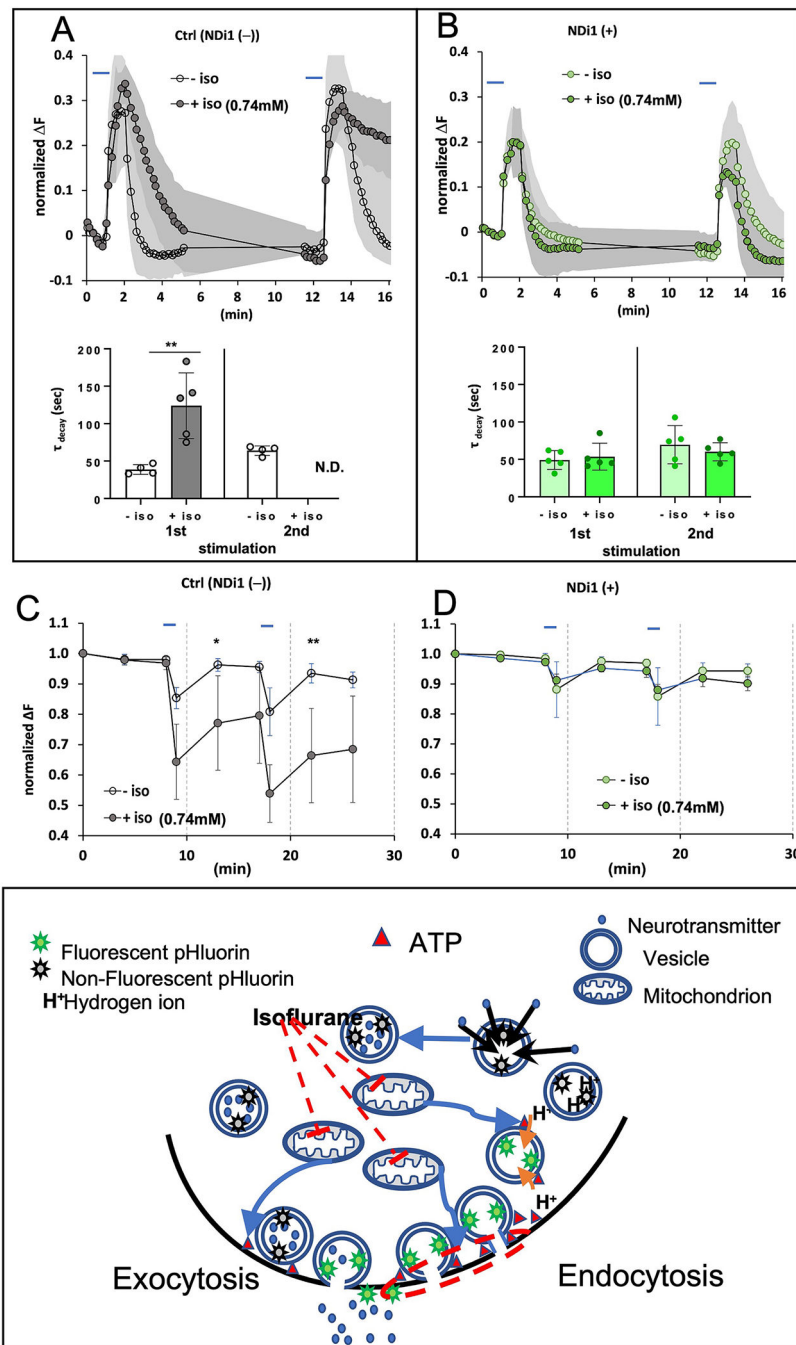 A
Ctrl (NDi1 (–))
0.4
0.3
0.2
0.1
0
-0.1
normalized ΔF
- iso
+ iso (0.74mM)
0 2 4 6 8 10 12 14 16
(min)
**
200
150
100
50
0
τ decay (sec)
N.D.
- iso + iso - iso + iso
1st 2nd
stimulation
B
NDi1 (+)
0.4
0.3
0.2
0.1
0
-0.1
normalized ΔF
- iso
+ iso (0.74mM)
0 2 4 6 8 10 12 14 16
(min)
200
150
100
50
0
τ decay (sec)
- iso + iso - iso + iso
1st 2nd
stimulation
C
Ctrl (NDi1 (–))
1.1
1.0
0.9
0.8
0.7
0.6
0.5
0.4
normalized ΔF
* **
- iso
+ iso (0.74mM)
0 10 20 30
(min)
D
NDi1 (+)
1.1
1.0
0.9
0.8
0.7
0.6
0.5
0.4
- iso
+ iso (0.74mM)
0 10 20 30
(min)
Fluorescent pHluorin
Non-Fluorescent pHluorin
H+ Hydrogen ion
ATP
Neurotransmitter
Vesicle
Mitochondrion
Isoflurane
H+
H+
H+
H+
Exocytosis
Endocytosis